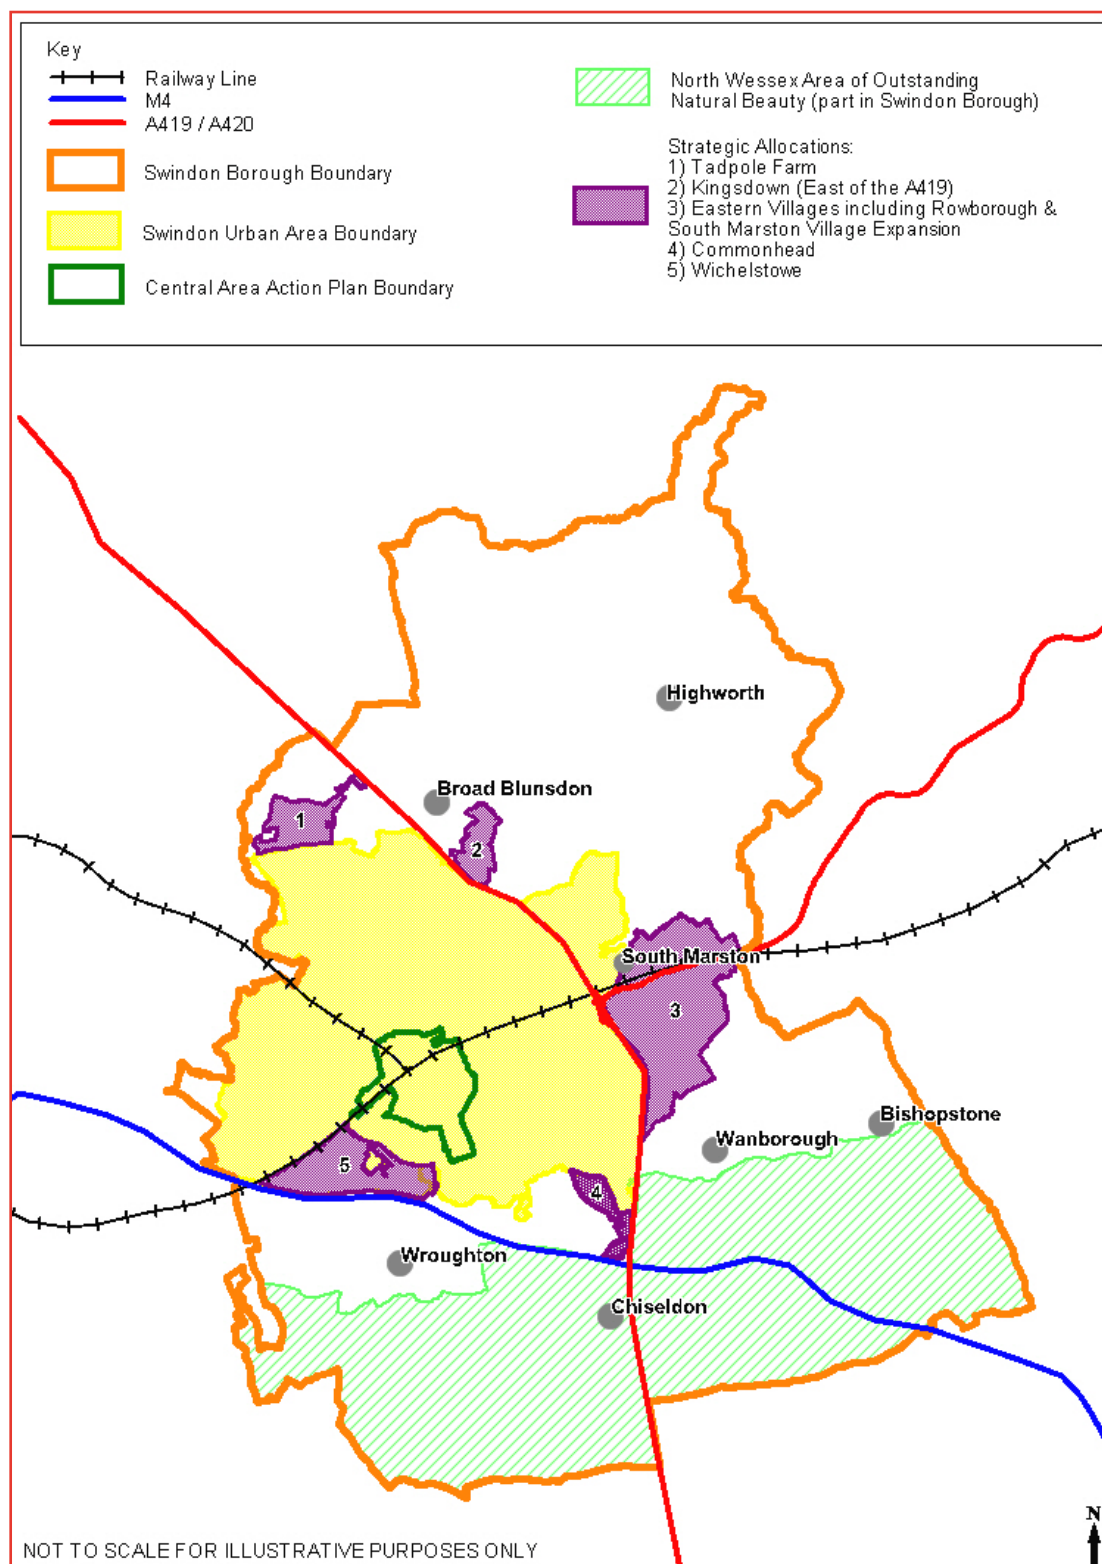 Key
Railway Line
M4
A419 / A420
Swindon Borough Boundary
Swindon Urban Area Boundary
Central Area Action Plan Boundary
North Wessex Area of Outstanding
Natural Beauty (part in Swindon Borough)
Strategic Allocations:
1) Tadpole Farm
2) Kingsdown (East of the A419)
3) Eastern Villages including Rowborough &
South Marston Village Expansion
4) Commonhead
5) Wichelstowe
Highworth
Broad Blunsdon
1
2
South Marston
3
Bishopstone
Wanborough
5
4
Wroughton
Chiseldon
N
NOT TO SCALE FOR ILLUSTRATIVE PURPOSES ONLY